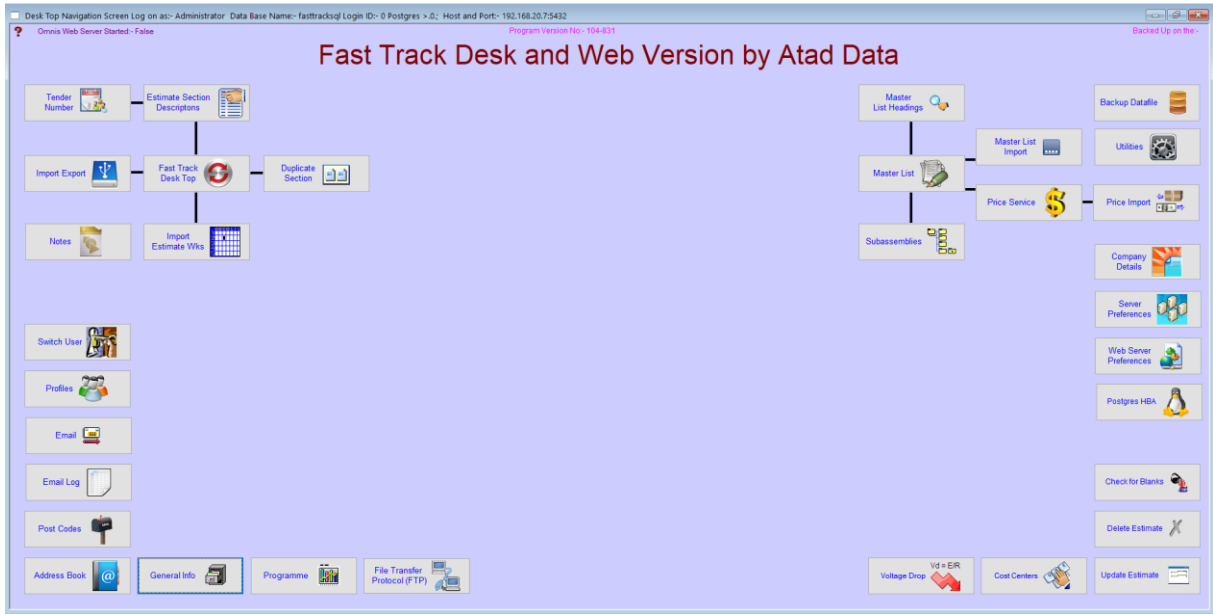 Desk Top Navigation Screen Log on as:- Administrator Data Base Name:- fasttracksql Login ID:- 0 Postgres >.0.; Host and Port:- 192.168.20.7:5432
? Omnis Web Server Started:- False
Program Version No:- 104-831
Backed Up on the:-
Fast Track Desk and Web Version by Atad Data
Tender
Number
Estimate Section
Descriptons
Master
List Headings
Backup Datafile
Import Export
Fast Track
Desk Top
Duplicate
Section
Master List
Master List
Import
Utilities
Price Service
Price Import
Notes
Import
Estimate Wks
Subassemblies
Company
Details
Server
Preferences
Switch User
Web Server
Preferences
Profiles
Postgres HBA
Email
Email Log
Check for Blanks
Post Codes
Delete Estimate
Address Book
General Info
Programme
File Transfer
Protocol (FTP)
Vd = E/R
Voltage Drop
Cost Centers
Update Estimate